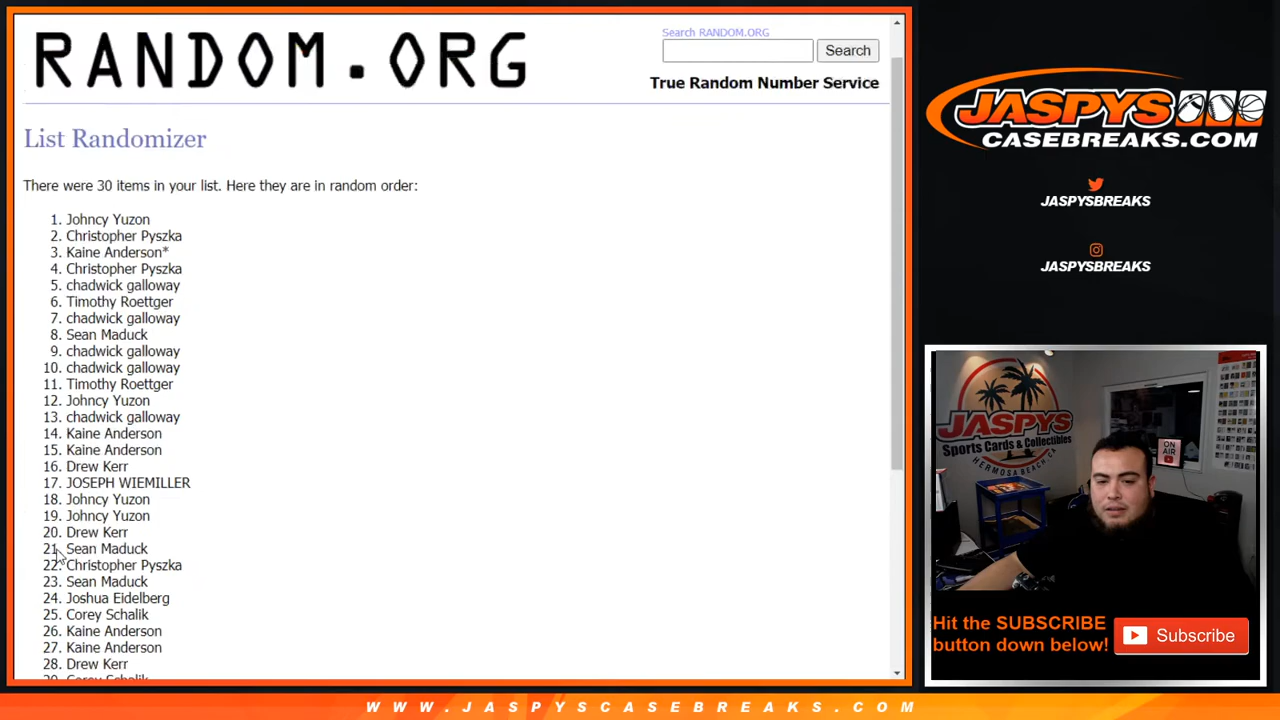 RANDOM.ORG
Search RANDOM.ORG
Search
True Random Number Service
List Randomizer
There were 30 items in your list. Here they are in random order:
1. Johncy Yuzon
2. Christopher Pyszka
3. Kaine Anderson*
4. Christopher Pyszka
5. chadwick galloway
6. Timothy Roettger
7. chadwick galloway
8. Sean Maduck
9. chadwick galloway
10. chadwick galloway
11. Timothy Roettger
12. Johncy Yuzon
13. chadwick galloway
14. Kaine Anderson
15. Kaine Anderson
16. Drew Kerr
17. JOSEPH WIEMILLER
18. Johncy Yuzon
19. Johncy Yuzon
20. Drew Kerr
21. Sean Maduck
22. Christopher Pyszka
23. Sean Maduck
24. Joshua Eidelberg
25. Corey Schalik
26. Kaine Anderson
27. Kaine Anderson
28. Drew Kerr
29. Corey Schalik
JASPYS
CASEBREAKS.COM
JASPYSBREAKS
JASPYSBREAKS
JASPYS
Sports Cards & Collectibles
HERMOSA BEACH, CA
ON AIR
Hit the SUBSCRIBE
button down below!
Subscribe
WWW.JASPYSCASEBREAKS.COM